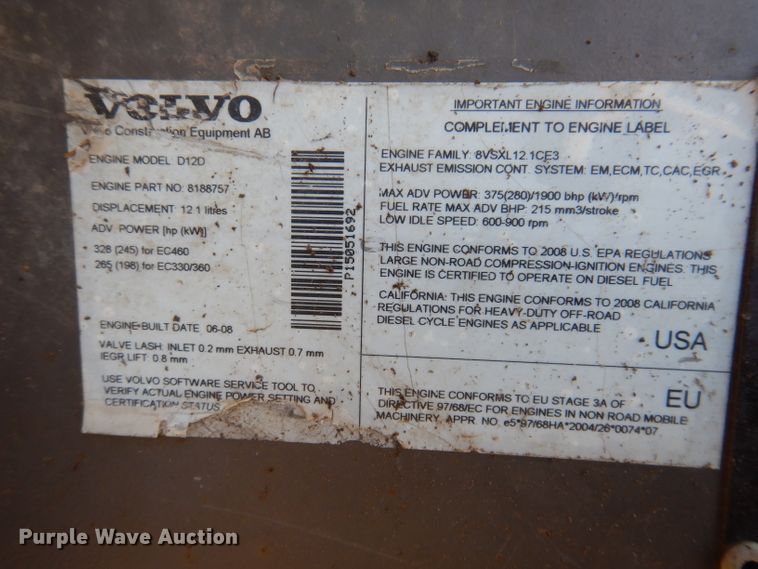 VOLVO
Construction Equipment AB
ENGINE MODEL D12D
ENGINE PART NO: 8188757
DISPLACEMENT 12.1 litres
ADV. POWER [hp (kW)]
328 (245) for EC460
265 (198) for EC330/360
ENGINE BUILT DATE 06-08
VALVE LASH: INLET 0.2 mm EXHAUST 0.7 mm
IEGR LIFT: 0.8 mm
USE VOLVO SOFTWARE SERVICE TOOL TO
VERIFY ACTUAL ENGINE POWER SETTING AND
CERTIFICATION STATUS
P15051692
IMPORTANT ENGINE INFORMATION
COMPLEMENT TO ENGINE LABEL
ENGINE FAMILY: 8VSXL12.1CE3
EXHAUST EMISSION CONT. SYSTEM: EM,ECM,TC,CAC,EGR
MAX ADV POWER: 375(280)/1900 bhp (kW)/rpm
FUEL RATE MAX ADV BHP: 215 mm3/stroke
LOW IDLE SPEED: 600-900 rpm
THIS ENGINE CONFORMS TO 2008 U.S. EPA REGULATIONS
LARGE NON-ROAD COMPRESSION-IGNITION ENGINES. THIS
ENGINE IS CERTIFIED TO OPERATE ON DIESEL FUEL
CALIFORNIA: THIS ENGINE CONFORMS TO 2008 CALIFORNIA
REGULATIONS FOR HEAVY-DUTY OFF-ROAD
DIESEL CYCLE ENGINES AS APPLICABLE
USA
THIS ENGINE CONFORMS TO EU STAGE 3A OF
DIRECTIVE 97/68/EC FOR ENGINES IN NON ROAD MOBILE
MACHINERY, APPR. NO. e5*97/68HA*2004/26*0074*07
EU
Purple Wave Auction